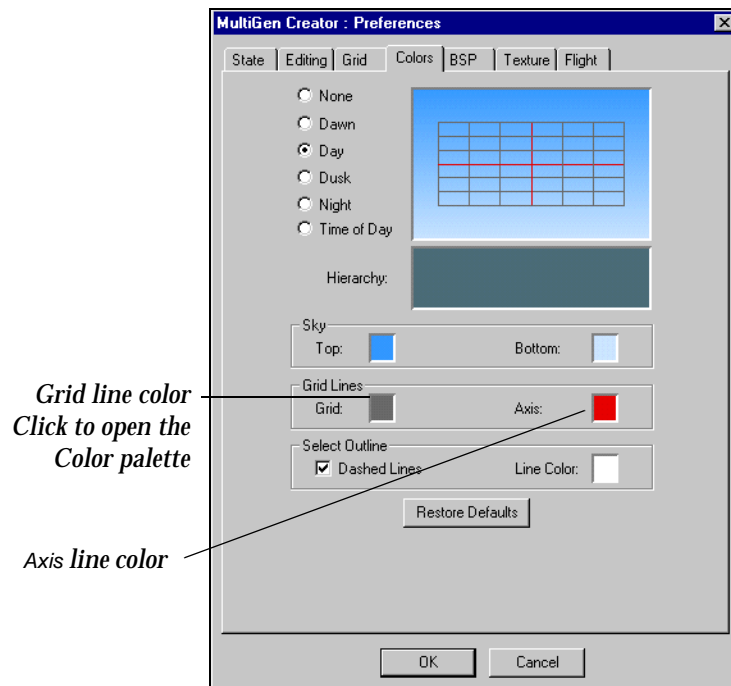 MultiGen Creator : Preferences
State Editing Grid Colors BSP Texture Flight
None
Dawn
Day
Dusk
Night
Time of Day
Hierarchy:
Sky
Top: Bottom:
Grid Lines
Grid: Axis:
Select Outline
Dashed Lines Line Color:
Restore Defaults
OK Cancel
Grid line color
Click to open the
Color palette
Axis line color